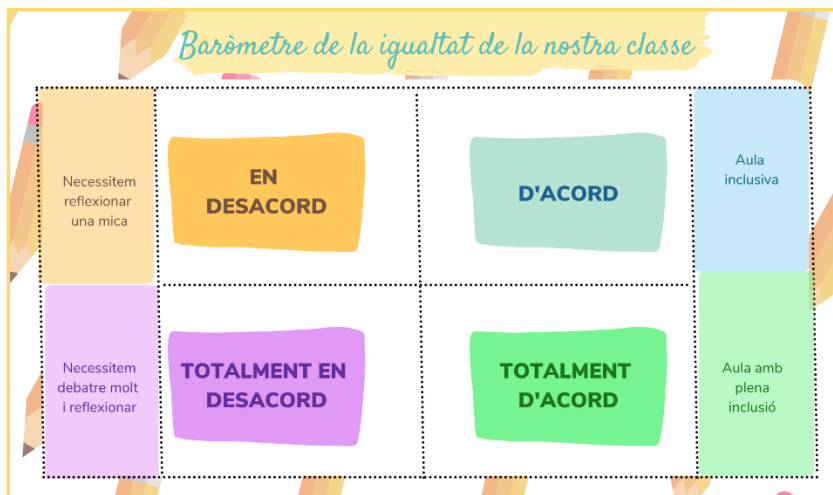 Baròmetre de la igualtat de la nostra classe
Necessitem
reflexionar
una mica
EN
DESACORD
D'ACORD
Aula
inclusiva
Necessitem
debatre molt
i reflexionar
TOTALMENT EN
DESACORD
TOTALMENT
D'ACORD
Aula amb
plena
inclusió